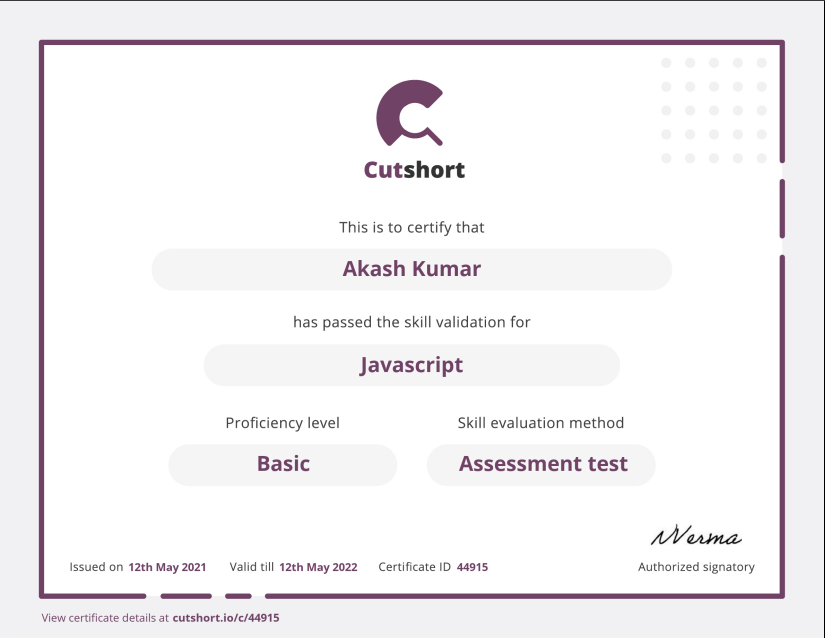 Cutshort
This is to certify that
Akash Kumar
has passed the skill validation for
Javascript
Proficiency level Skill evaluation method
Basic Assessment test
Verma
Issued on 12th May 2021 Valid till 12th May 2022 Certificate ID 44915 Authorized signatory
View certificate details at cutshort.io/c/44915